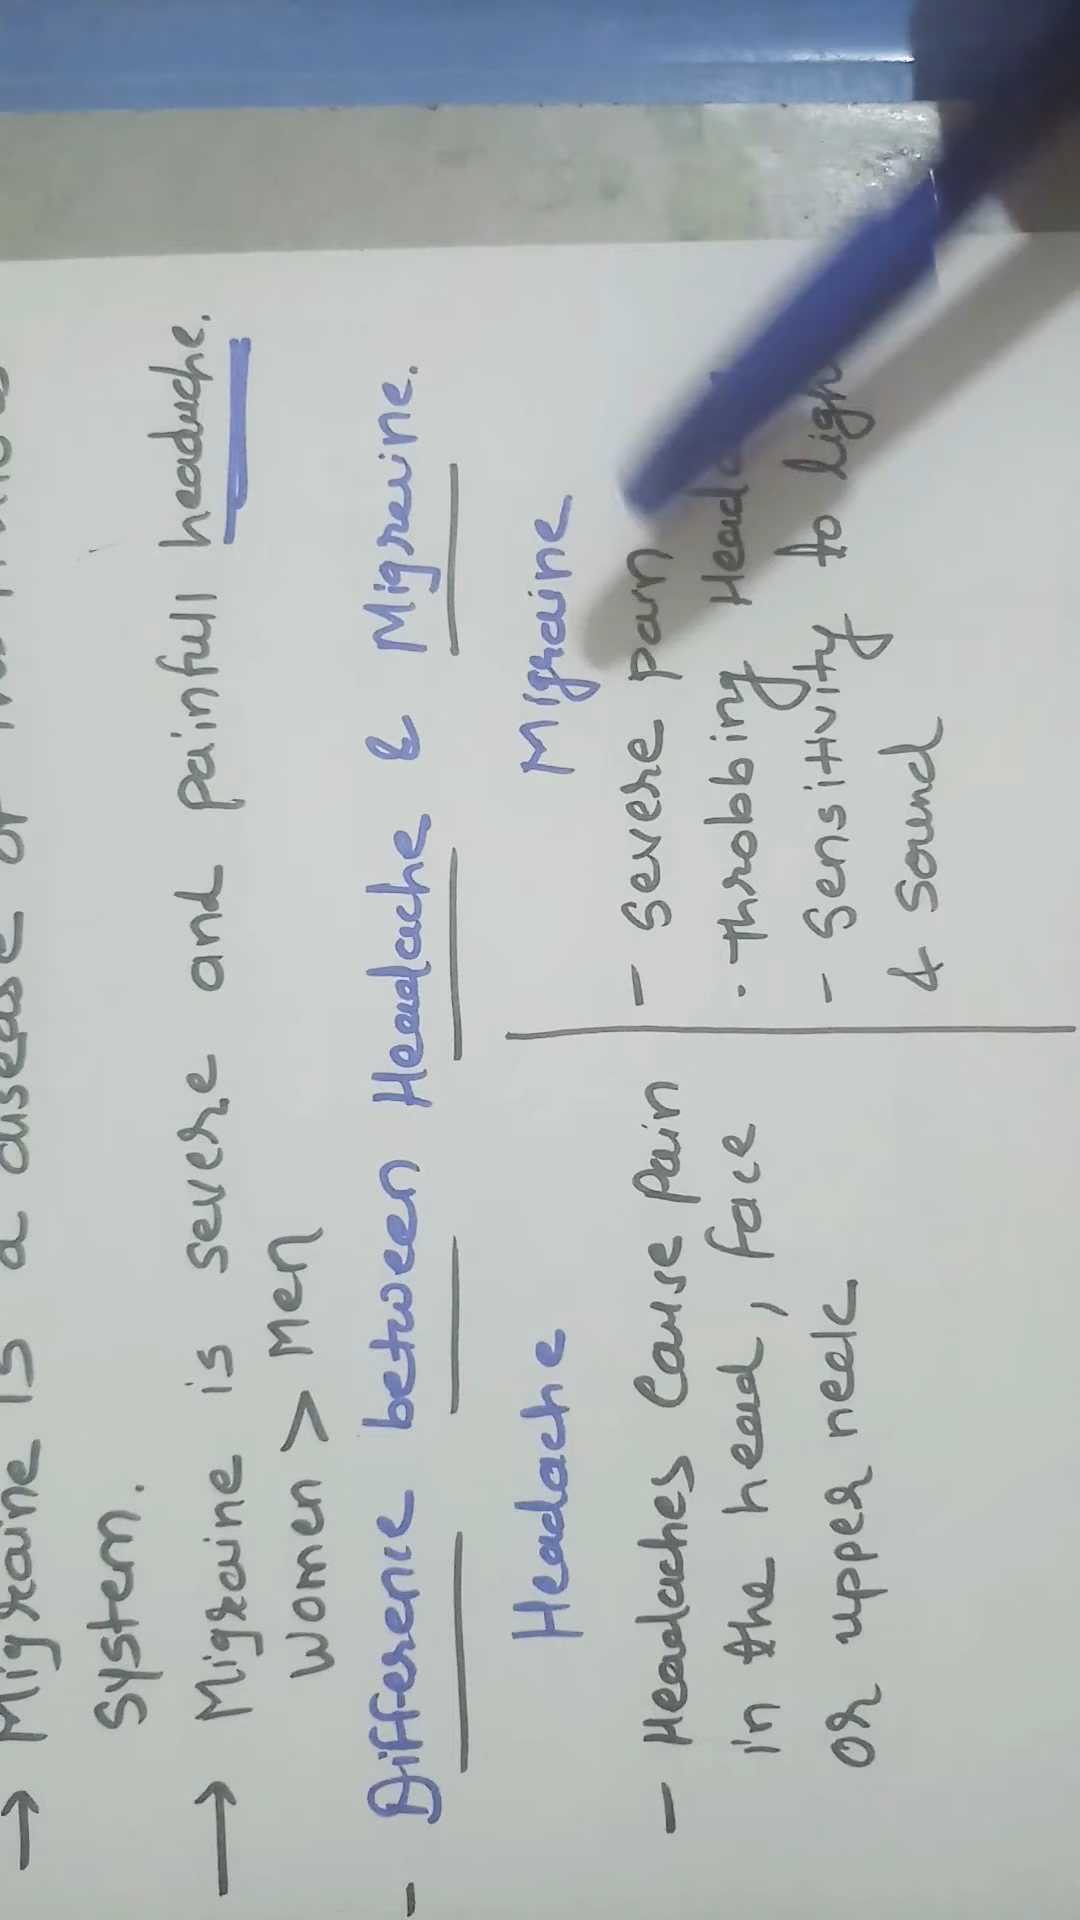 → Migraine is a disease of
system.
→ Migraine is severe and painfull headache.
women > Men
- Difference between Headache & Migraine.
Headache
- Headaches cause pain
in the head, face
or upper neck
Migraine
- severe pain
· throbbing
- sensitivity to
& sound